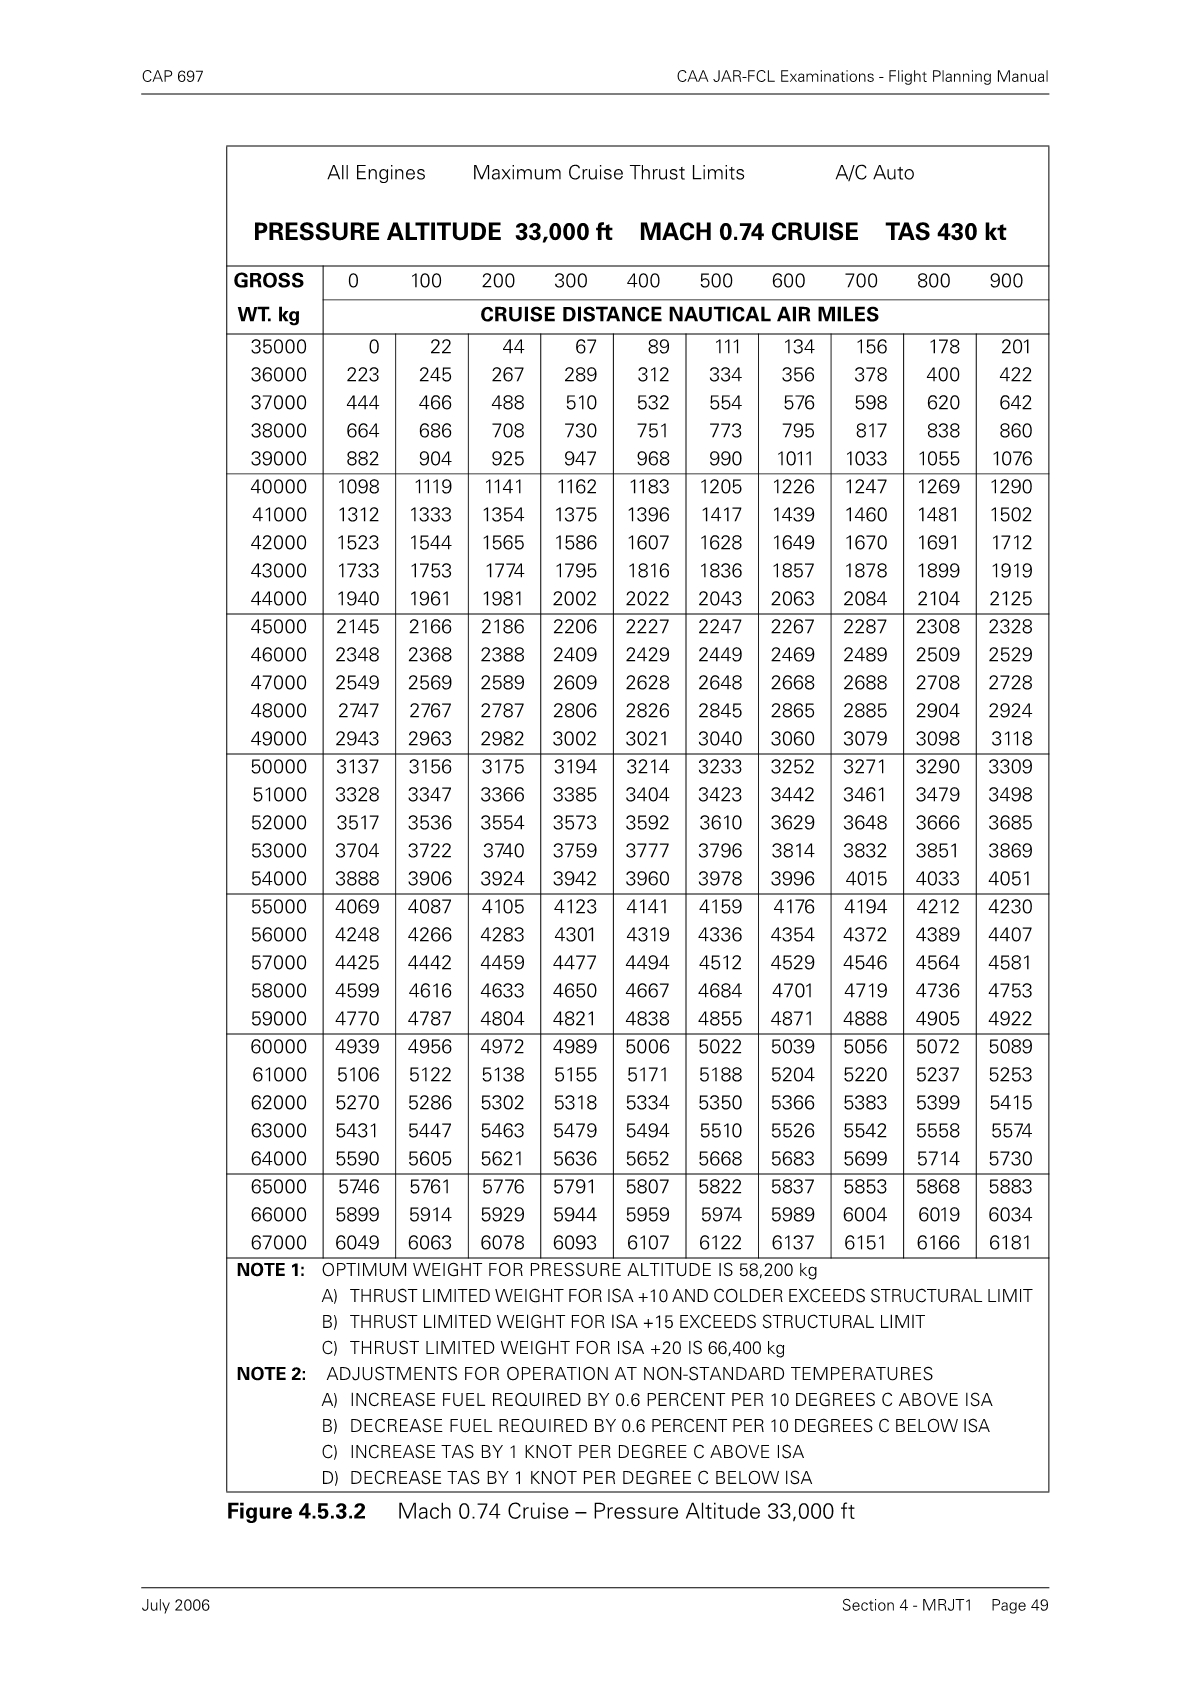 CAP 697 CAA JAR-FCL Examinations - Flight Planning Manual
All Engines Maximum Cruise Thrust Limits A/C Auto
PRESSURE ALTITUDE 33,000 ft MACH 0.74 CRUISE TAS 430 kt
GROSS 0 100 200 300 400 500 600 700 800 900
WT. kg CRUISE DISTANCE NAUTICAL AIR MILES
35000 0 22 44 67 89 111 134 156 178 201
36000 223 245 267 289 312 334 356 378 400 422
37000 444 466 488 510 532 554 576 598 620 642
38000 664 686 708 730 751 773 795 817 838 860
39000 882 904 925 947 968 990 1011 1033 1055 1076
40000 1098 1119 1141 1162 1183 1205 1226 1247 1269 1290
41000 1312 1333 1354 1375 1396 1417 1439 1460 1481 1502
42000 1523 1544 1565 1586 1607 1628 1649 1670 1691 1712
43000 1733 1753 1774 1795 1816 1836 1857 1878 1899 1919
44000 1940 1961 1981 2002 2022 2043 2063 2084 2104 2125
45000 2145 2166 2186 2206 2227 2247 2267 2287 2308 2328
46000 2348 2368 2388 2409 2429 2449 2469 2489 2509 2529
47000 2549 2569 2589 2609 2628 2648 2668 2688 2708 2728
48000 2747 2767 2787 2806 2826 2845 2865 2885 2904 2924
49000 2943 2963 2982 3002 3021 3040 3060 3079 3098 3118
50000 3137 3156 3175 3194 3214 3233 3252 3271 3290 3309
51000 3328 3347 3366 3385 3404 3423 3442 3461 3479 3498
52000 3517 3536 3554 3573 3592 3610 3629 3648 3666 3685
53000 3704 3722 3740 3759 3777 3796 3814 3832 3851 3869
54000 3888 3906 3924 3942 3960 3978 3996 4015 4033 4051
55000 4069 4087 4105 4123 4141 4159 4176 4194 4212 4230
56000 4248 4266 4283 4301 4319 4336 4354 4372 4389 4407
57000 4425 4442 4459 4477 4494 4512 4529 4546 4564 4581
58000 4599 4616 4633 4650 4667 4684 4701 4719 4736 4753
59000 4770 4787 4804 4821 4838 4855 4871 4888 4905 4922
60000 4939 4956 4972 4989 5006 5022 5039 5056 5072 5089
61000 5106 5122 5138 5155 5171 5188 5204 5220 5237 5253
62000 5270 5286 5302 5318 5334 5350 5366 5383 5399 5415
63000 5431 5447 5463 5479 5494 5510 5526 5542 5558 5574
64000 5590 5605 5621 5636 5652 5668 5683 5699 5714 5730
65000 5746 5761 5776 5791 5807 5822 5837 5853 5868 5883
66000 5899 5914 5929 5944 5959 5974 5989 6004 6019 6034
67000 6049 6063 6078 6093 6107 6122 6137 6151 6166 6181
NOTE 1: OPTIMUM WEIGHT FOR PRESSURE ALTITUDE IS 58,200 kg
A) THRUST LIMITED WEIGHT FOR ISA +10 AND COLDER EXCEEDS STRUCTURAL LIMIT
B) THRUST LIMITED WEIGHT FOR ISA +15 EXCEEDS STRUCTURAL LIMIT
C) THRUST LIMITED WEIGHT FOR ISA +20 IS 66,400 kg
NOTE 2: ADJUSTMENTS FOR OPERATION AT NON-STANDARD TEMPERATURES
A) INCREASE FUEL REQUIRED BY 0.6 PERCENT PER 10 DEGREES C ABOVE ISA
B) DECREASE FUEL REQUIRED BY 0.6 PERCENT PER 10 DEGREES C BELOW ISA
C) INCREASE TAS BY 1 KNOT PER DEGREE C ABOVE ISA
D) DECREASE TAS BY 1 KNOT PER DEGREE C BELOW ISA
Figure 4.5.3.2 Mach 0.74 Cruise – Pressure Altitude 33,000 ft
July 2006 Section 4 - MRJT1 Page 49